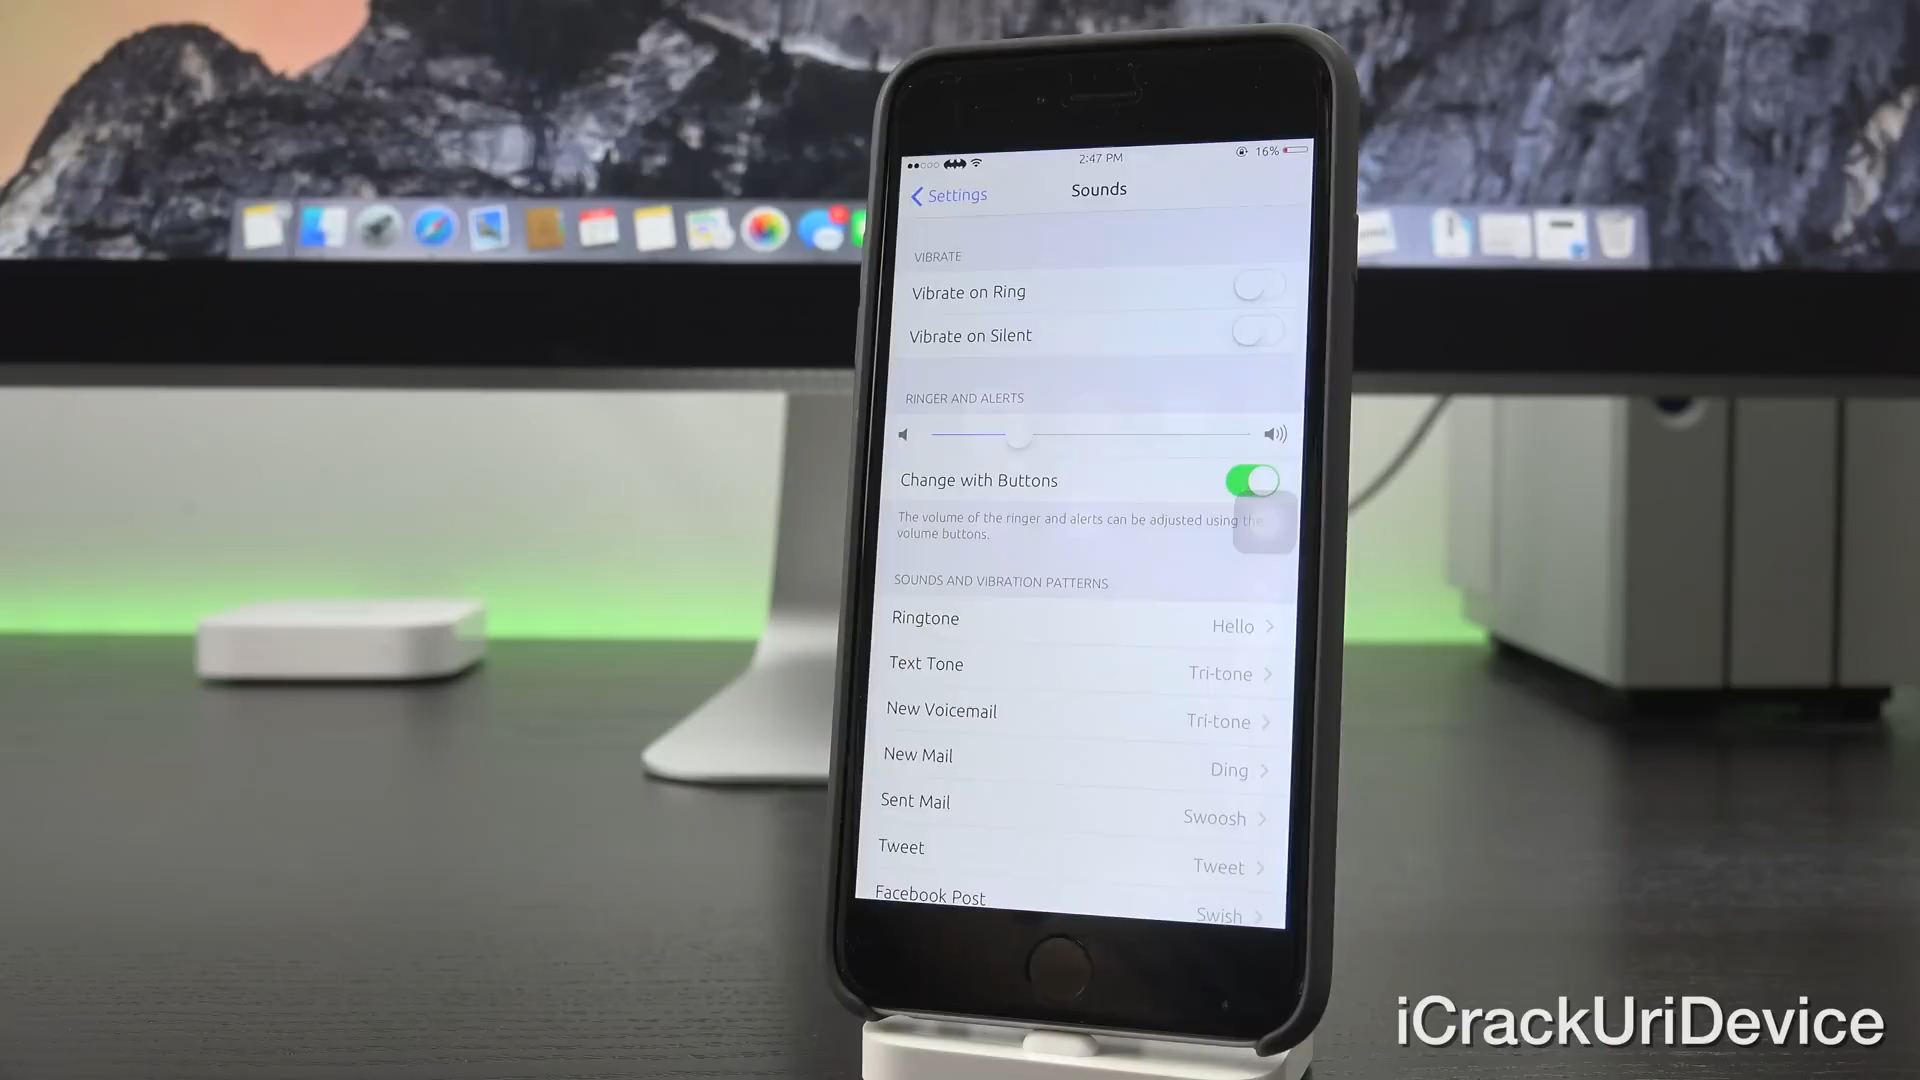 2:47 PM
16%
Settings
Sounds
VIBRATE
Vibrate on Ring
Vibrate on Silent
RINGER AND ALERTS
Change with Buttons
The volume of the ringer and alerts can be adjusted using the
volume buttons.
SOUNDS AND VIBRATION PATTERNS
Ringtone Hello
Text Tone Tri-tone
New Voicemail Tri-tone
New Mail Ding
Sent Mail Swoosh
Tweet Tweet
Facebook Post Swish
iCrackUriDevice